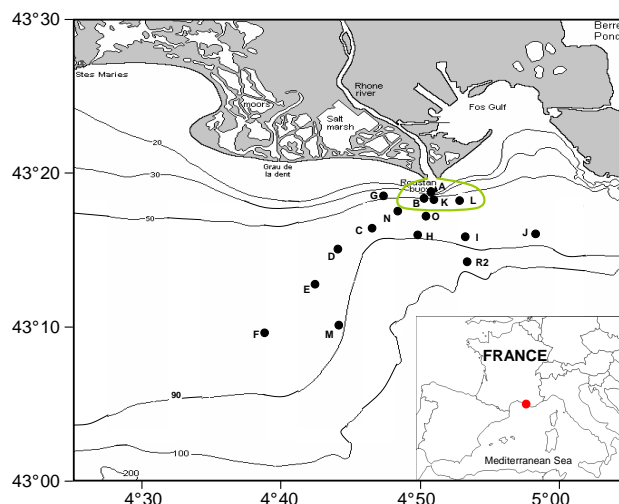 43°30
Berre
Pond
Stes Maries
moors
Rhone
river
Fos Gulf
Salt
marsh
Grau de
la dent
20
43°20
30
Roustan
buoy
A
G
B
K
L
50
N
O
C
H
I
J
D
R2
E
43°10
F
M
FRANCE
90
Mediterranean Sea
100
200
43°00
4°30
4°40
4°50
5°00